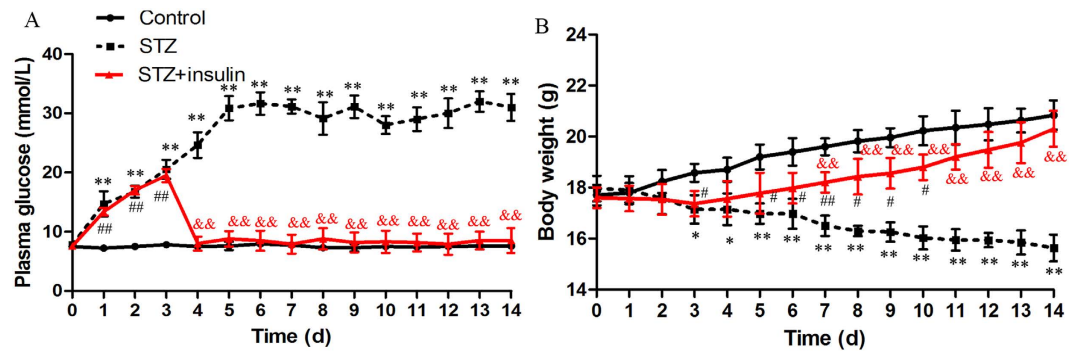 A
Control
STZ
STZ+insulin
Plasma glucose (mmol/L)
40
30
20
10
0
** ** ** ** ** ** ** ** ** ** ** ** ** **
## ## ##
&& && && && && && && && && && &&
0 1 2 3 4 5 6 7 8 9 10 11 12 13 14
Time (d)
B
Body weight (g)
24
22
20
18
16
14
&& && && && && && && &&
# # # ## # # #
* * ** ** ** ** ** ** ** ** ** **
0 1 2 3 4 5 6 7 8 9 10 11 12 13 14
Time (d)